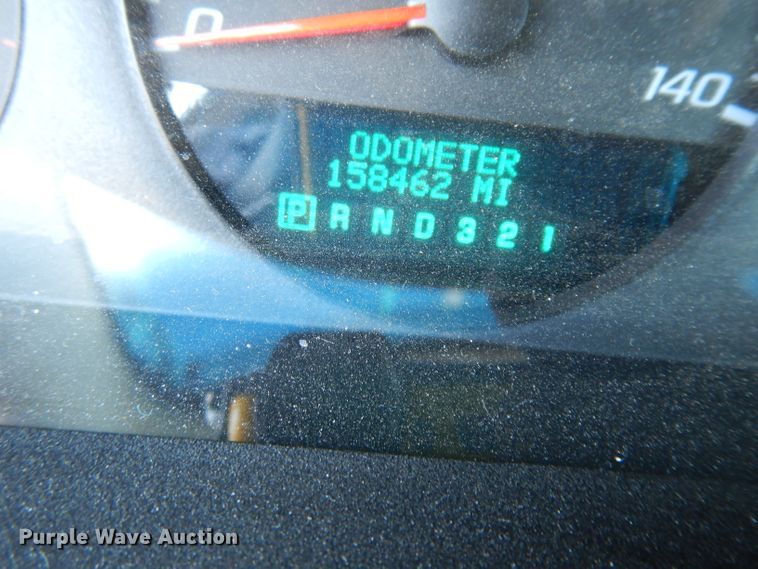 0
140
ODOMETER
158462 MI
P R N D 3 2 1
Purple Wave Auction